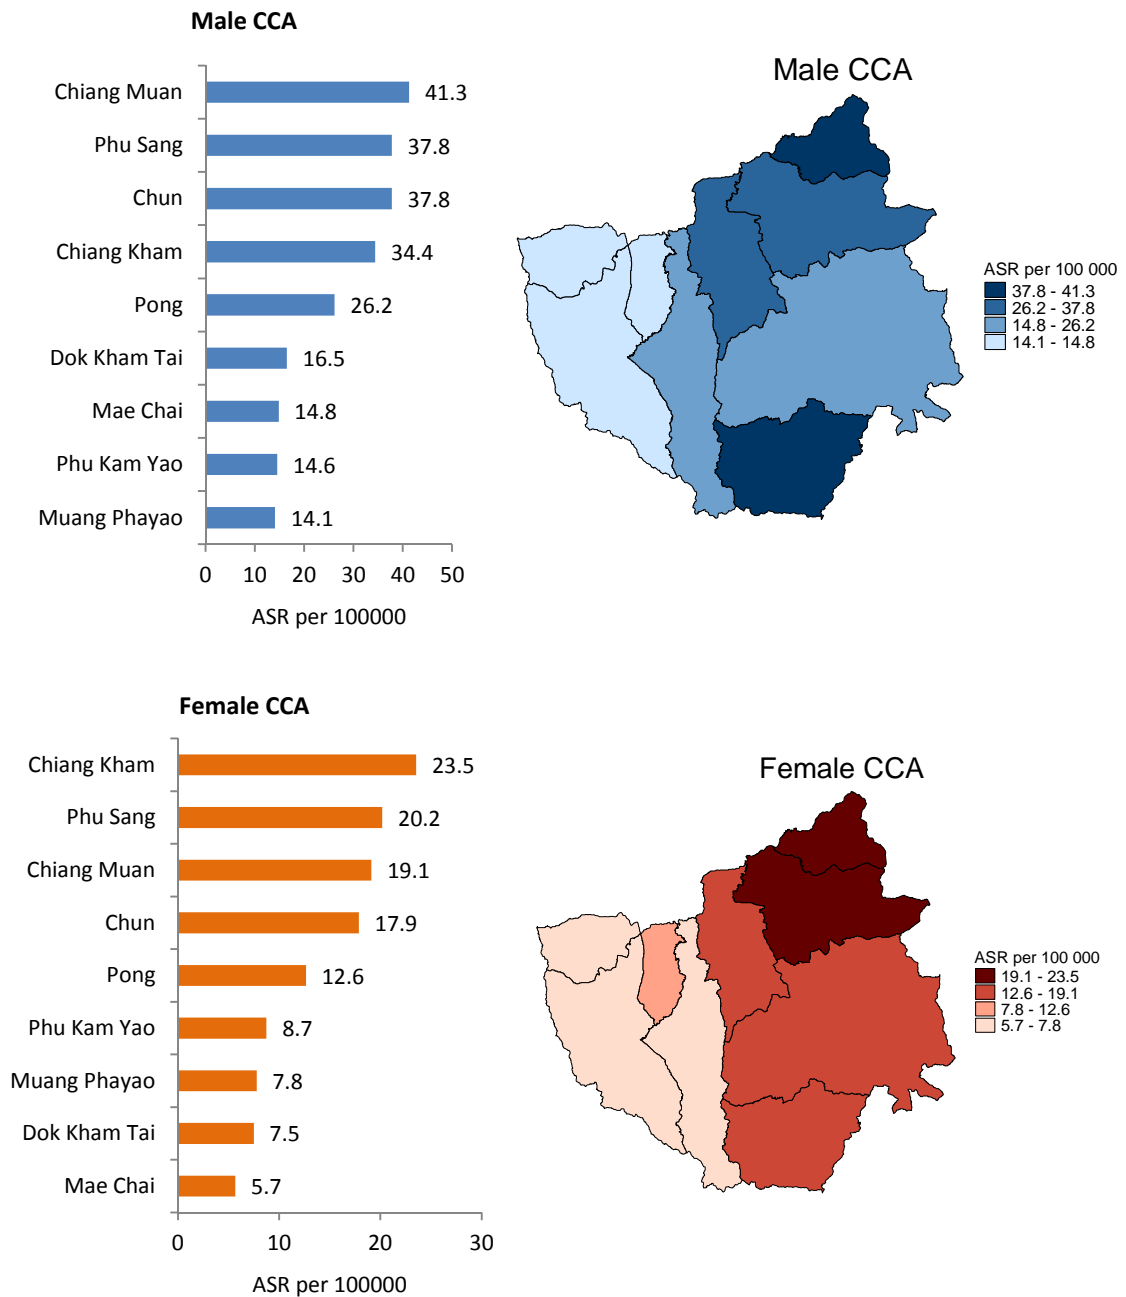 Male CCA
Chiang Muan 41.3
Phu Sang 37.8
Chun 37.8
Chiang Kham 34.4
Pong 26.2
Dok Kham Tai 16.5
Mae Chai 14.8
Phu Kam Yao 14.6
Muang Phayao 14.1
0 10 20 30 40 50
ASR per 100000
Male CCA
ASR per 100 000
37.8 - 41.3
26.2 - 37.8
14.8 - 26.2
14.1 - 14.8
Female CCA
Chiang Kham 23.5
Phu Sang 20.2
Chiang Muan 19.1
Chun 17.9
Pong 12.6
Phu Kam Yao 8.7
Muang Phayao 7.8
Dok Kham Tai 7.5
Mae Chai 5.7
0 10 20 30
ASR per 100000
Female CCA
ASR per 100 000
19.1 - 23.5
12.6 - 19.1
7.8 - 12.6
5.7 - 7.8